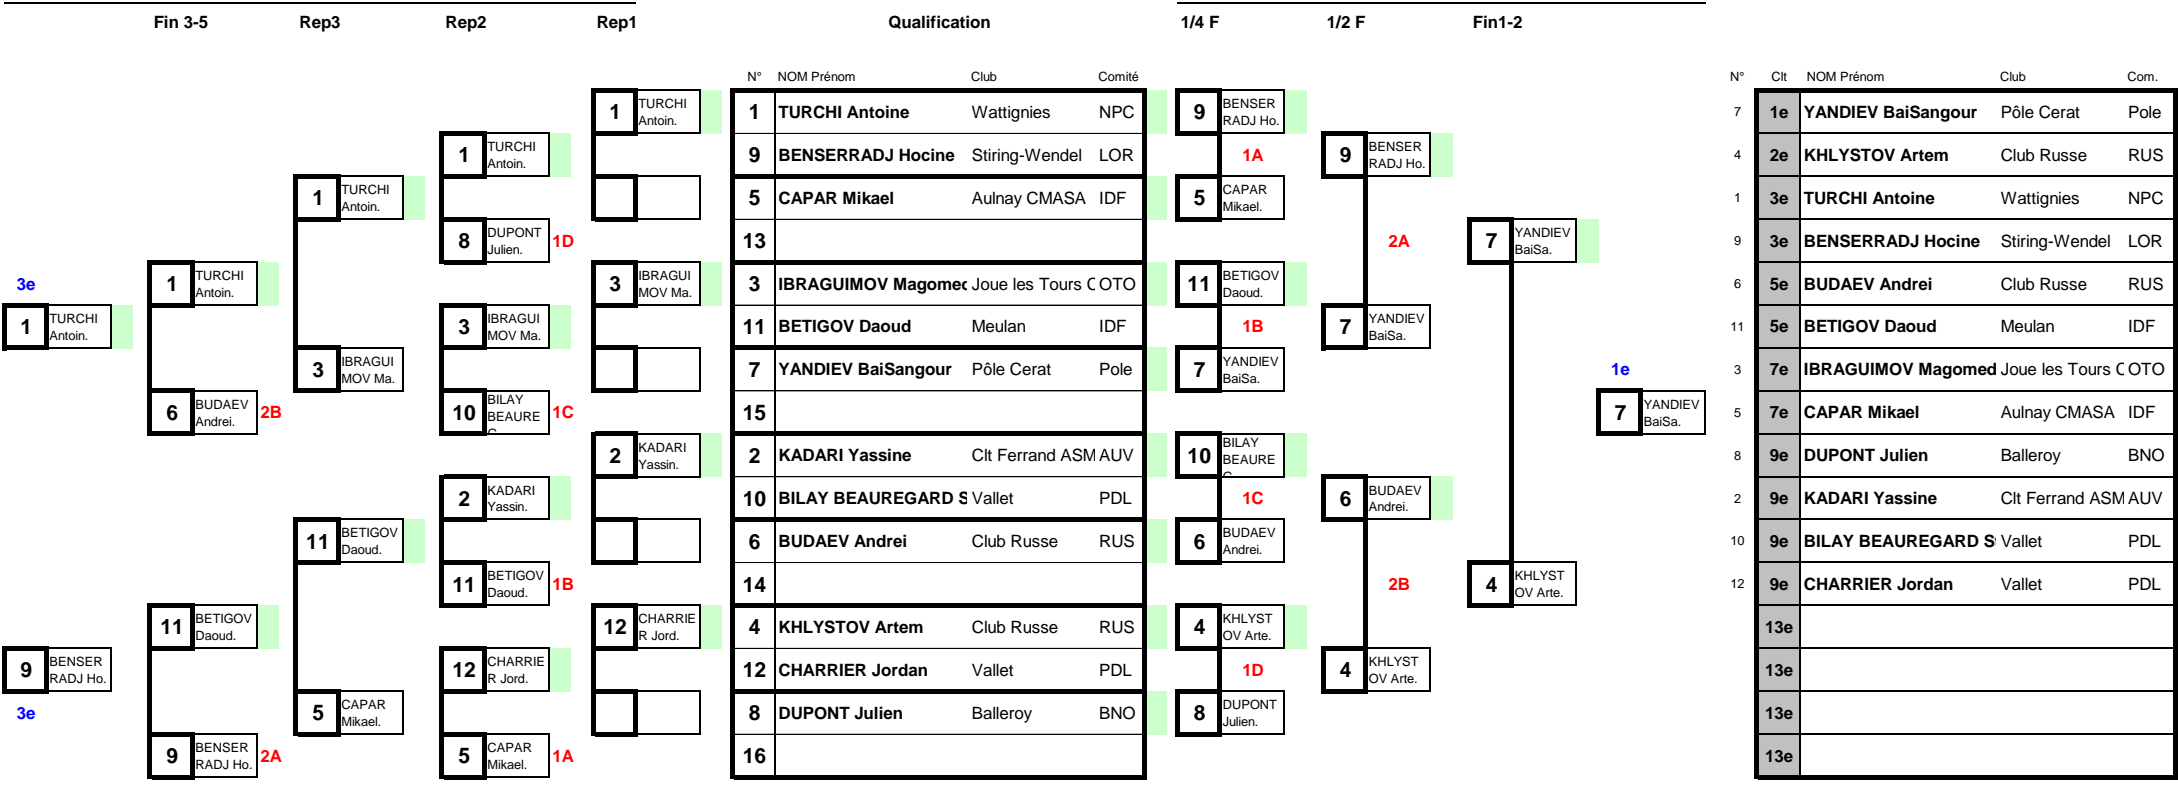 Fin 3-5 Rep3 Rep2 Rep1 Qualification 1/4 F 1/2 F Fin1-2
N° NOM Prénom Club Comité
1 TURCHI Antoine Wattignies NPC
9 BENSERRADJ Hocine Stiring-Wendel LOR
5 CAPAR Mikael Aulnay CMASA IDF
13
3 IBRAGUIMOV Magomed Joue les Tours C OTO
11 BETIGOV Daoud Meulan IDF
7 YANDIEV BaiSangour Pôle Cerat Pole
15
2 KADARI Yassine Clt Ferrand ASM AUV
10 BILAY BEAUREGARD S Vallet PDL
6 BUDAEV Andrei Club Russe RUS
14
4 KHLYSTOV Artem Club Russe RUS
12 CHARRIER Jordan Vallet PDL
8 DUPONT Julien Balleroy BNO
16
3e
1 TURCHI
Antoin.
9 BENSER
RADJ Ho.
3e
1 TURCHI
Antoin.
6 BUDAEV
Andrei.
2B
11 BETIGOV
Daoud.
9 BENSER
RADJ Ho.
2A
1 TURCHI
Antoin.
3 IBRAGUI
MOV Ma.
11 BETIGOV
Daoud.
5 CAPAR
Mikael.
1 TURCHI
Antoin.
8 DUPONT
Julien.
1D
3 IBRAGUI
MOV Ma.
10 BILAY
BEAURE
1C
2 KADARI
Yassin.
11 BETIGOV
Daoud.
1B
12 CHARRIE
R Jord.
5 CAPAR
Mikael.
1A
1 TURCHI
Antoin.
3 IBRAGUI
MOV Ma.
2 KADARI
Yassin.
12 CHARRIE
R Jord.
9 BENSER
RADJ Ho.
1A
5 CAPAR
Mikael.
11 BETIGOV
Daoud.
1B
7 YANDIEV
BaiSa.
10 BILAY
BEAURE
1C
6 BUDAEV
Andrei.
4 KHLYST
OV Arte.
1D
8 DUPONT
Julien.
9 BENSER
RADJ Ho.
2A
7 YANDIEV
BaiSa.
6 BUDAEV
Andrei.
2B
4 KHLYST
OV Arte.
7 YANDIEV
BaiSa.
4 KHLYST
OV Arte.
1e
7 YANDIEV
BaiSa.
N° Clt NOM Prénom Club Com.
7 1e YANDIEV BaiSangour Pôle Cerat Pole
4 2e KHLYSTOV Artem Club Russe RUS
1 3e TURCHI Antoine Wattignies NPC
9 3e BENSERRADJ Hocine Stiring-Wendel LOR
6 5e BUDAEV Andrei Club Russe RUS
11 5e BETIGOV Daoud Meulan IDF
3 7e IBRAGUIMOV Magomed Joue les Tours C OTO
5 7e CAPAR Mikael Aulnay CMASA IDF
8 9e DUPONT Julien Balleroy BNO
2 9e KADARI Yassine Clt Ferrand ASM AUV
10 9e BILAY BEAUREGARD S Vallet PDL
12 9e CHARRIER Jordan Vallet PDL
13e
13e
13e
13e